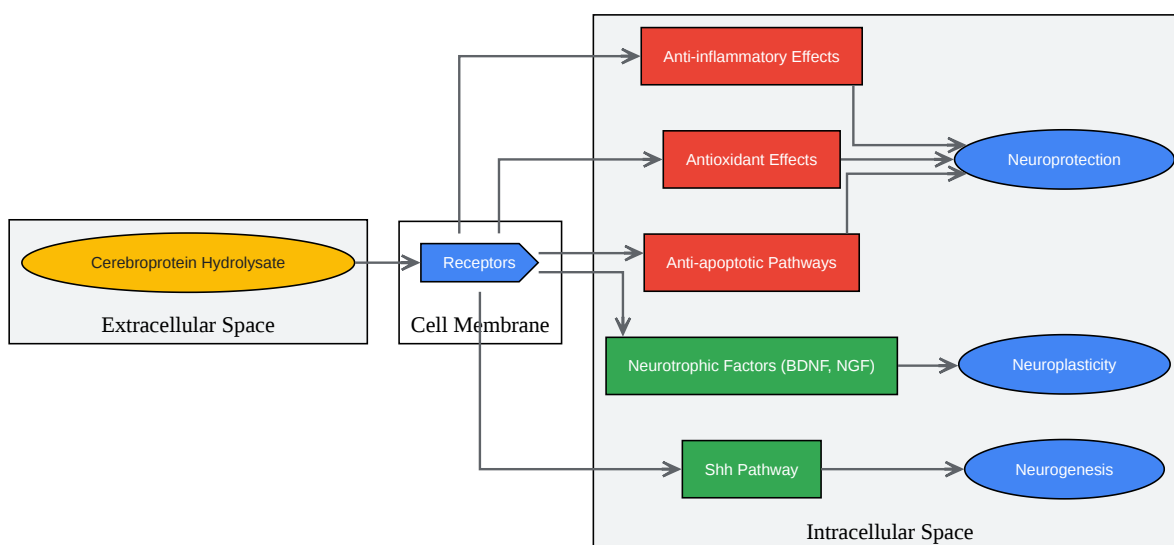 Anti-inflammatory Effects
Antioxidant Effects
Neuroprotection
Cerebroprotein Hydrolysate
Receptors
Anti-apoptotic Pathways
Extracellular Space
Cell Membrane
Neurotrophic Factors (BDNF, NGF)
Neuroplasticity
Shh Pathway
Neurogenesis
Intracellular Space